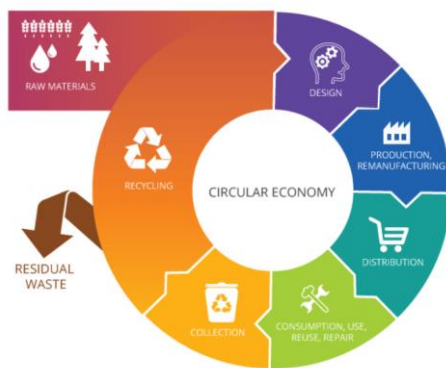 RAW MATERIALS
DESIGN
PRODUCTION,
REMANUFACTURING
DISTRIBUTION
CONSUMPTION, USE,
REUSE, REPAIR
COLLECTION
RECYCLING
RESIDUAL
WASTE
CIRCULAR ECONOMY